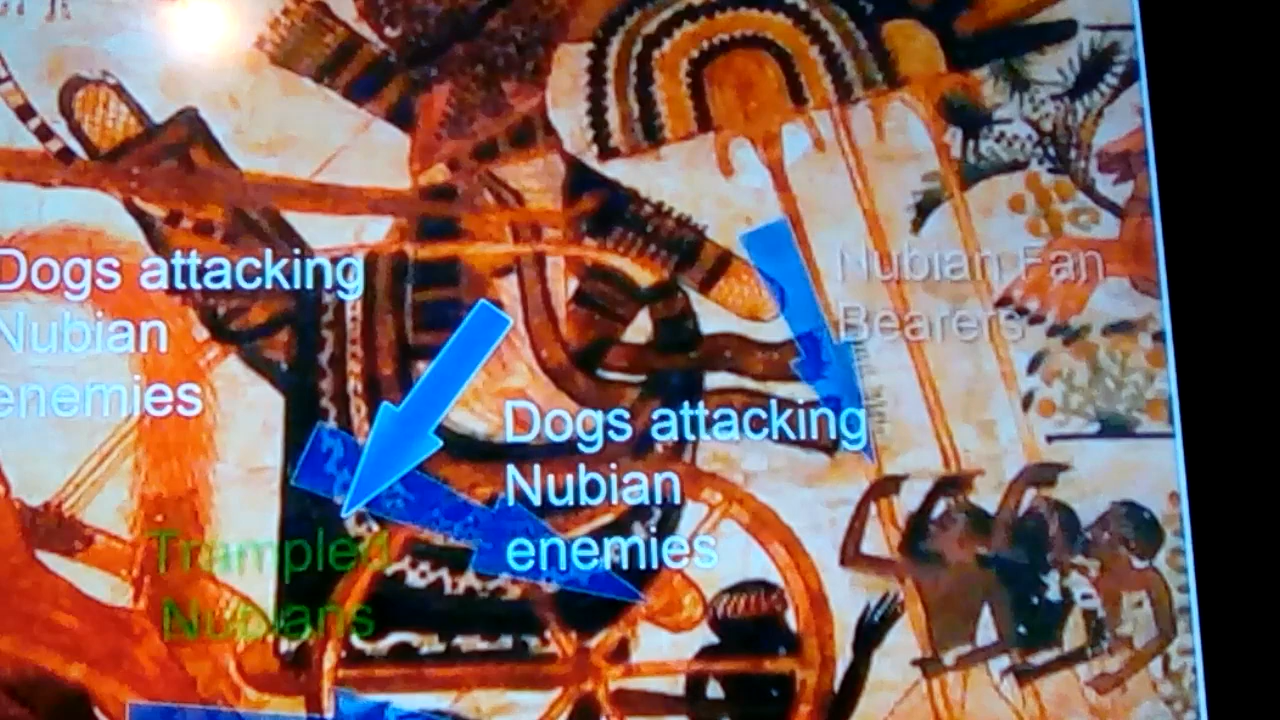 Dogs attacking
Nubian
enemies
Nubian Fan
Bearers
Dogs attacking
Nubian
enemies
Trampled
Nubians